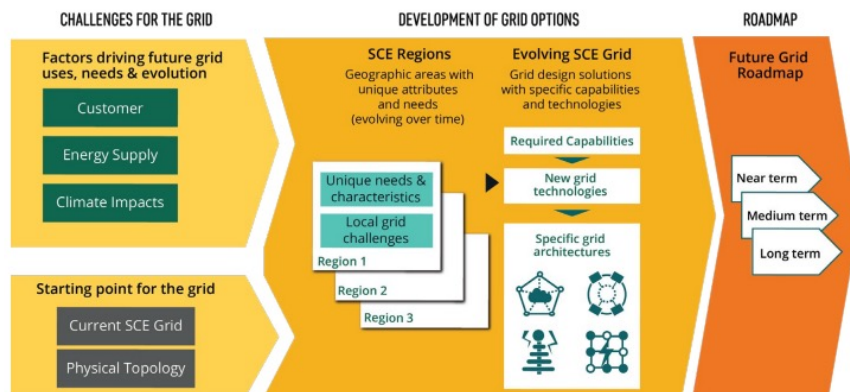 CHALLENGES FOR THE GRID
DEVELOPMENT OF GRID OPTIONS
ROADMAP
Factors driving future grid
uses, needs & evolution
Customer
Energy Supply
Climate Impacts
Starting point for the grid
Current SCE Grid
Physical Topology
SCE Regions
Geographic areas with
unique attributes
and needs
(evolving over time)
Unique needs &
characteristics
Local grid
challenges
Region 1
Region 2
Region 3
Evolving SCE Grid
Grid design solutions
with specific capabilities
and technologies
Required Capabilities
New grid
technologies
Specific grid
architectures
Future Grid
Roadmap
Near term
Medium term
Long term